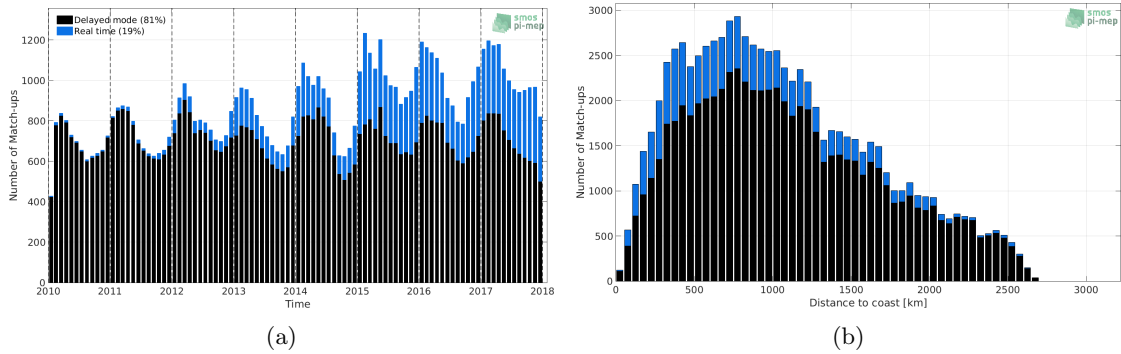 Delayed mode (81%)
Real time (19%)
smos
pi-mep
Number of Match-ups
1200
1000
800
600
400
200
0
2010 2011 2012 2013 2014 2015 2016 2017 2018
Time
(a)
smos
pi-mep
Number of Match-ups
3000
2500
2000
1500
1000
500
0
0 500 1000 1500 2000 2500 3000
Distance to coast [km]
(b)